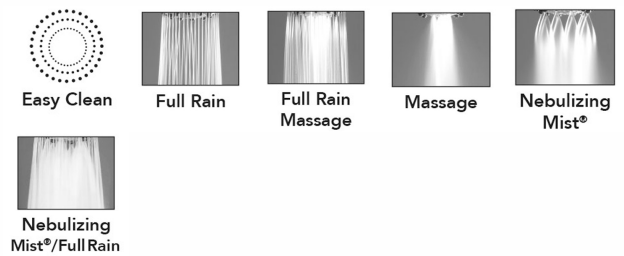 Easy Clean
Full Rain
Full Rain
Massage
Massage
Nebulizing
Mist®
Nebulizing
Mist®/Full Rain